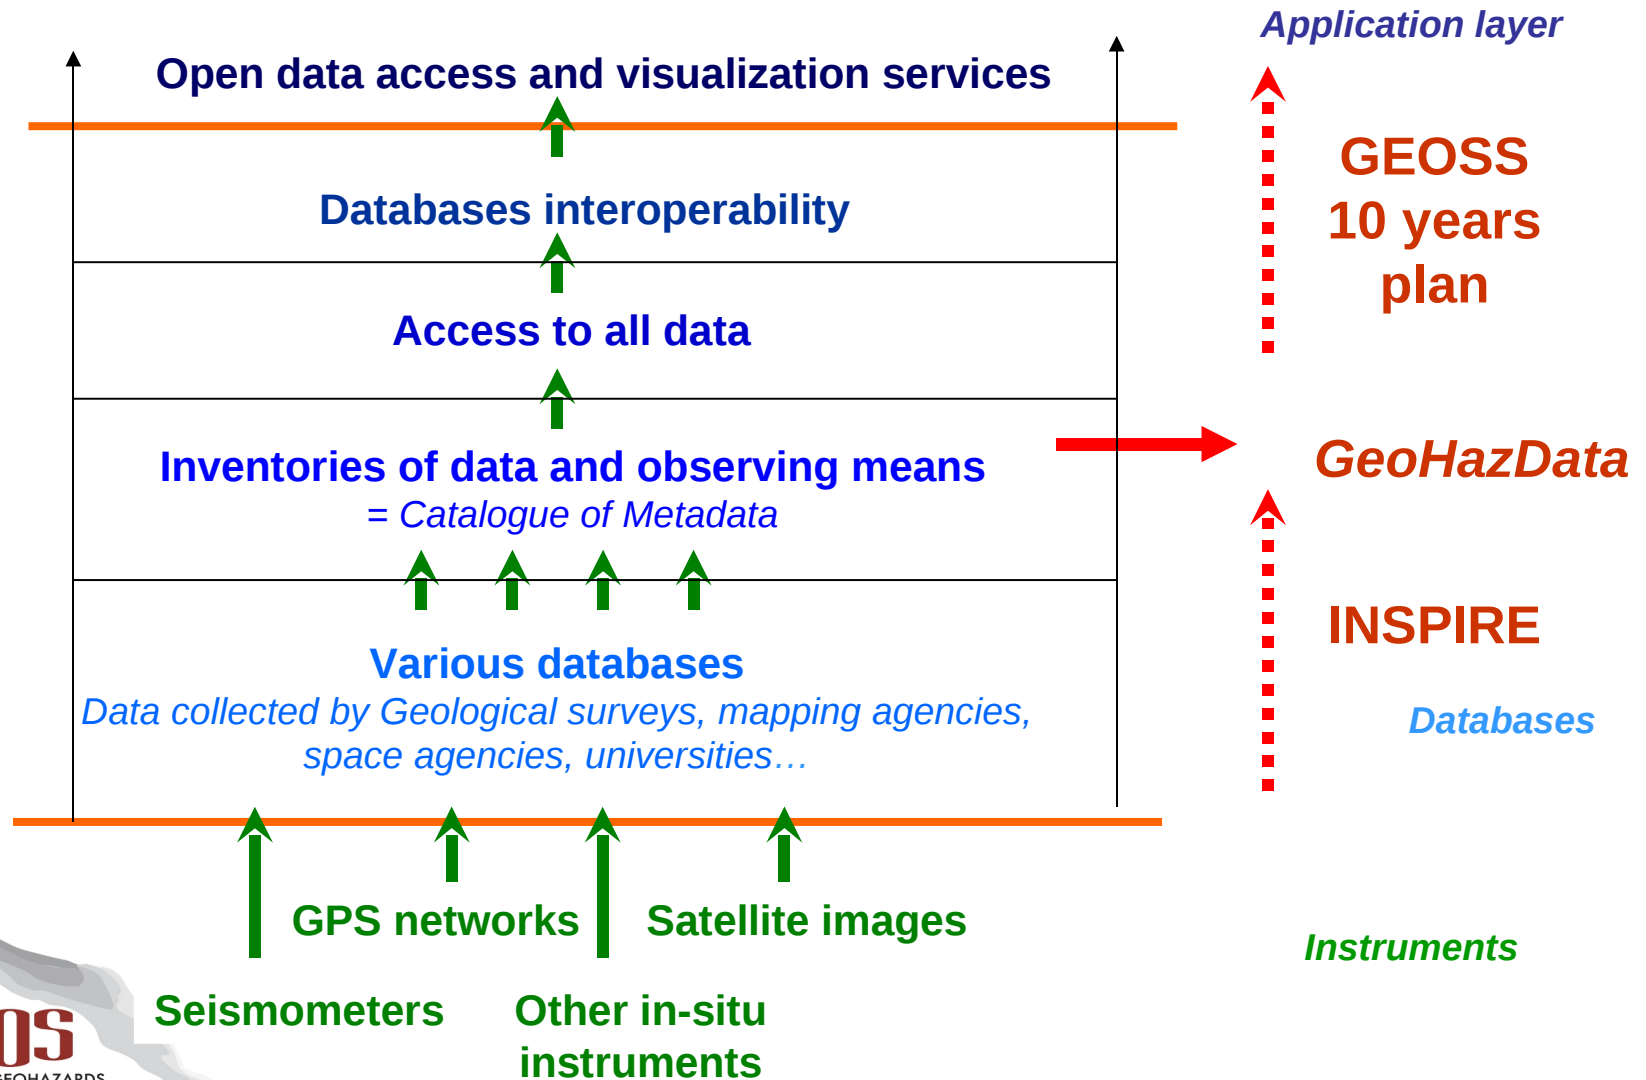 Application layer
Open data access and visualization services
GEOSS
10 years
plan
Databases interoperability
Access to all data
GeoHazData
Inventories of data and observing means
= Catalogue of Metadata
INSPIRE
Various databases
Data collected by Geological surveys, mapping agencies,
space agencies, universities…
Databases
GPS networks
Satellite images
Instruments
Seismometers
Other in-situ
instruments
OS
GEOHAZARDS